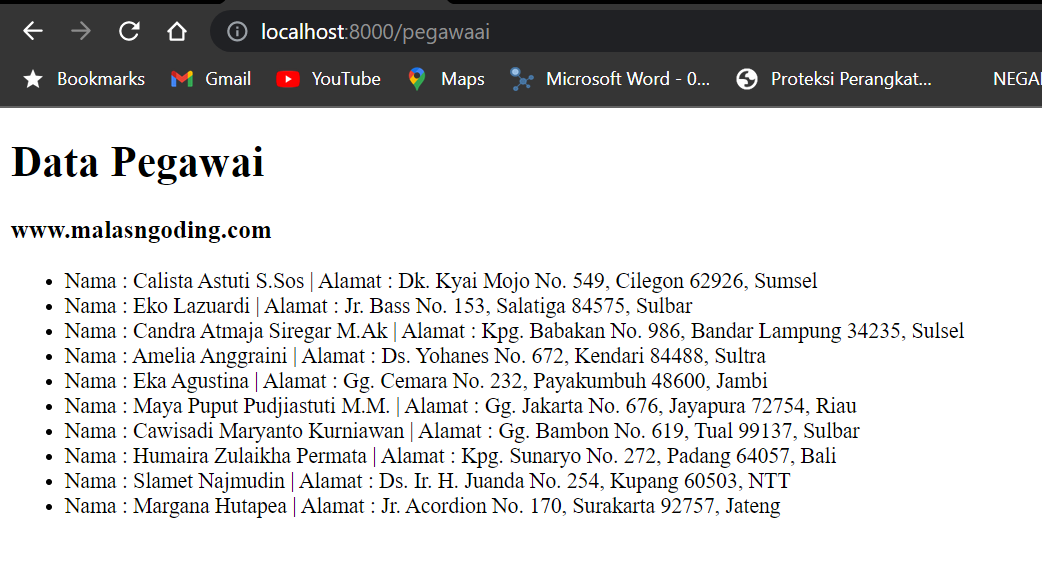 localhost:8000/pegawaai
Bookmarks Gmail YouTube Maps Microsoft Word - 0... Proteksi Perangkat... NEGA
Data Pegawai
www.malasngoding.com
• Nama : Calista Astuti S.Sos | Alamat : Dk. Kyai Mojo No. 549, Cilegon 62926, Sumsel
• Nama : Eko Lazuardi | Alamat : Jr. Bass No. 153, Salatiga 84575, Sulbar
• Nama : Candra Atmaja Siregar M.Ak | Alamat : Kpg. Babakan No. 986, Bandar Lampung 34235, Sulsel
• Nama : Amelia Anggraini | Alamat : Ds. Yohanes No. 672, Kendari 84488, Sultra
• Nama : Eka Agustina | Alamat : Gg. Cemara No. 232, Payakumbuh 48600, Jambi
• Nama : Maya Puput Pudjiastuti M.M. | Alamat : Gg. Jakarta No. 676, Jayapura 72754, Riau
• Nama : Cawisadi Maryanto Kurniawan | Alamat : Gg. Bambon No. 619, Tual 99137, Sulbar
• Nama : Humaira Zulaikha Permata | Alamat : Kpg. Sunaryo No. 272, Padang 64057, Bali
• Nama : Slamet Najmudin | Alamat : Ds. Ir. H. Juanda No. 254, Kupang 60503, NTT
• Nama : Margana Hutapea | Alamat : Jr. Acordion No. 170, Surakarta 92757, Jateng